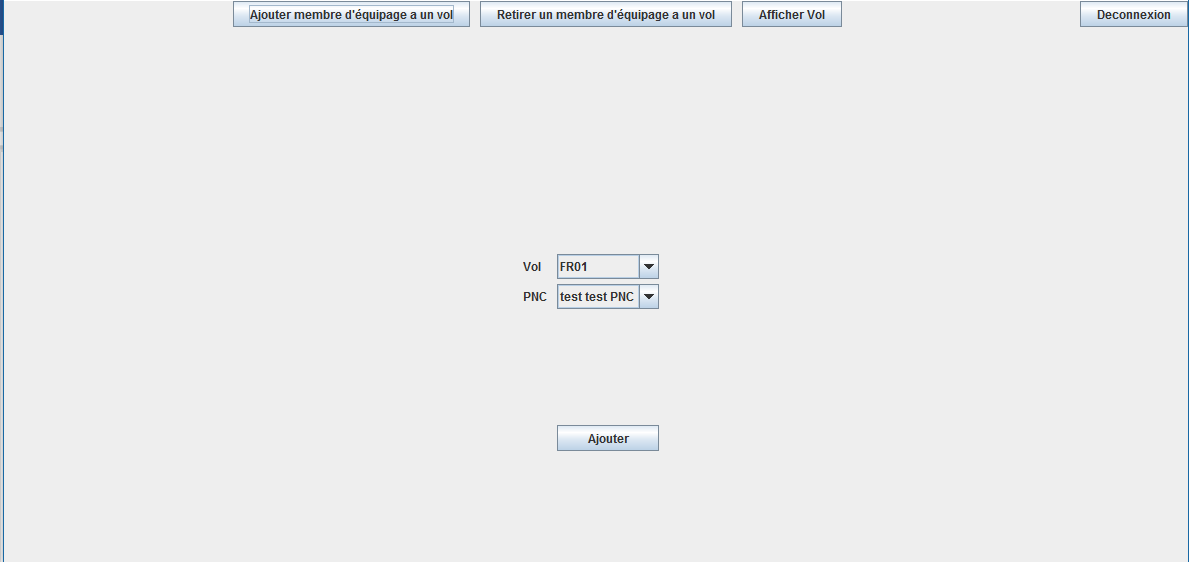 Ajouter membre d'équipage a un vol
Retirer un membre d'équipage a un vol
Afficher Vol
Deconnexion
Vol FR01
PNC test test PNC
Ajouter